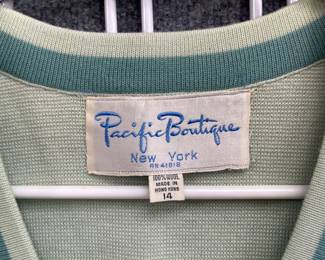 Pacific Boutique
New York
RN 41818
100% WOOL
MADE IN
HONG KONG
14